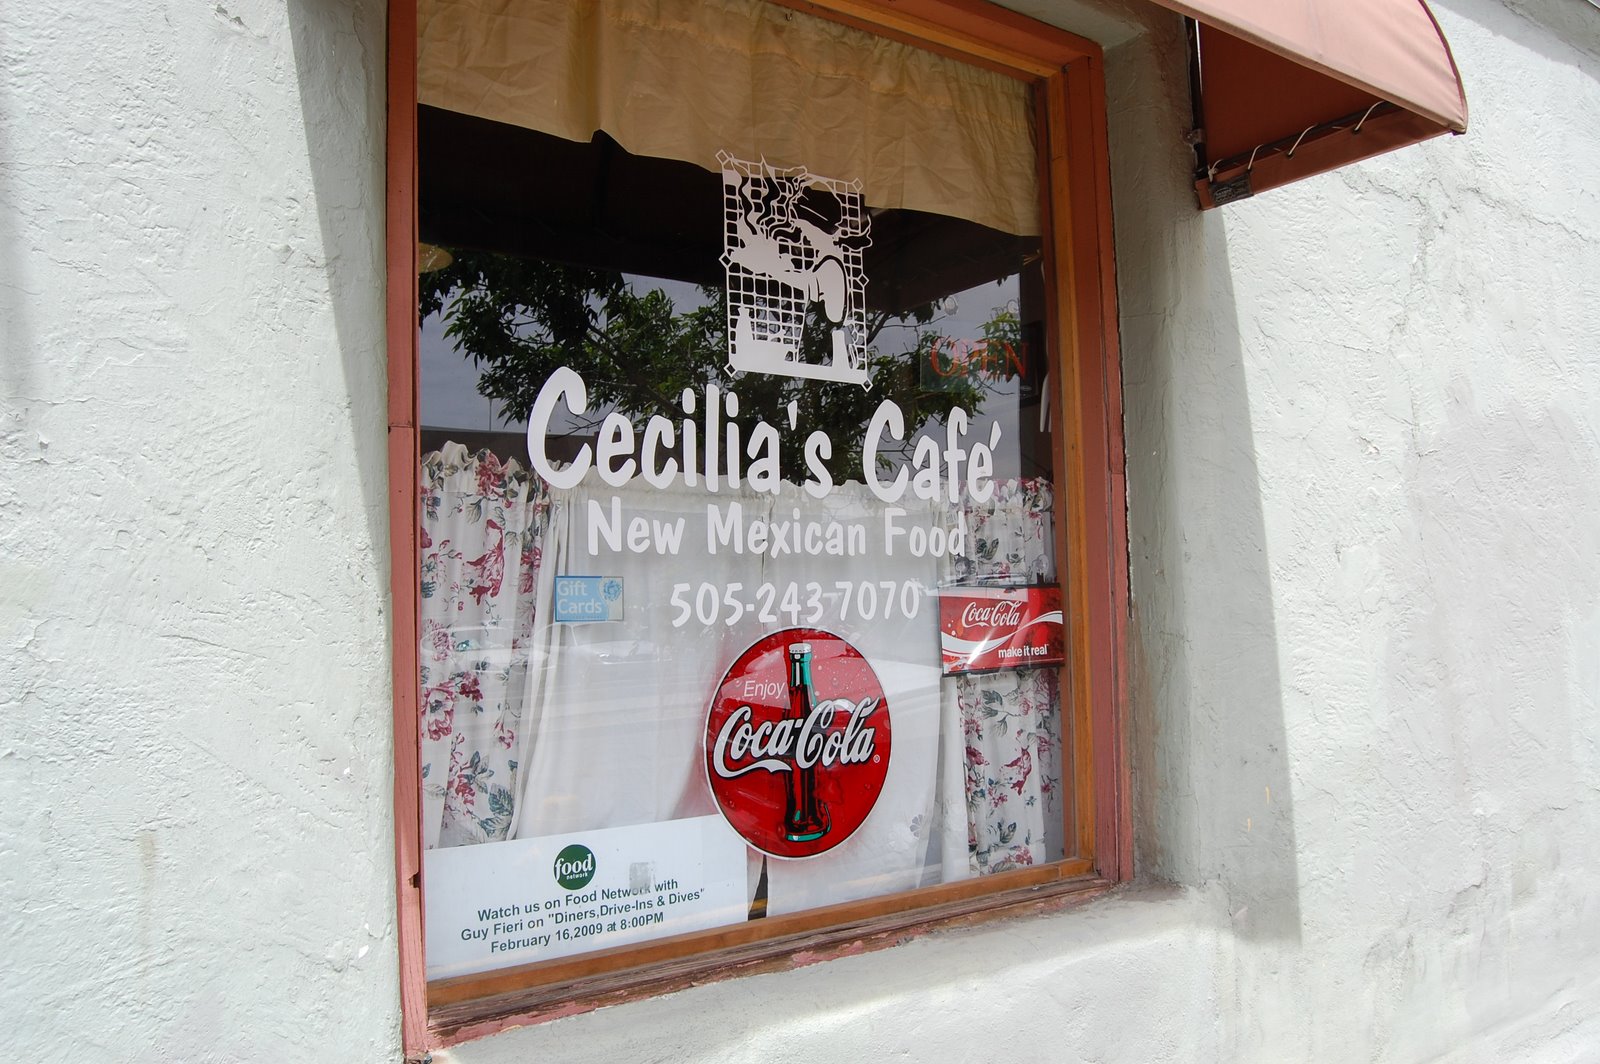 OPEN
Cecilia's Café
New Mexican Food
505-243-7070
Gift
Cards
Coca-Cola
make it real
Enjoy
Coca-Cola®
food
network
Watch us on Food Network with
Guy Fieri on "Diners,Drive-Ins & Dives"
February 16,2009 at 8:00PM